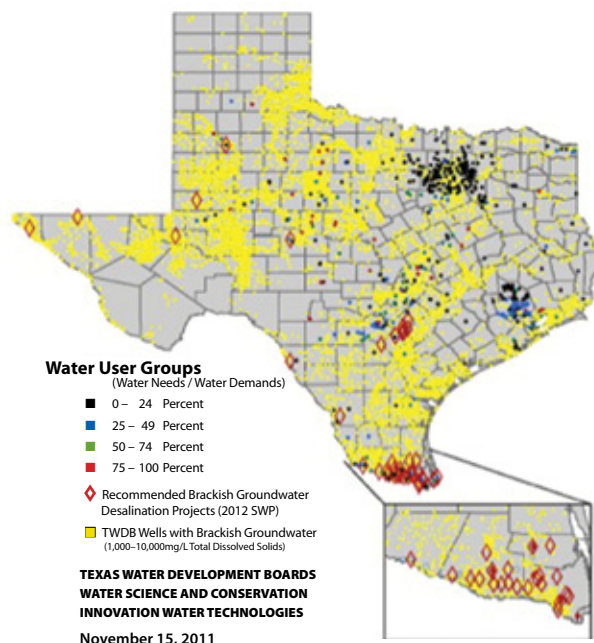 Water User Groups
(Water Needs / Water Demands)
0 – 24 Percent
25 – 49 Percent
50 – 74 Percent
75 – 100 Percent
Recommended Brackish Groundwater
Desalination Projects (2012 SWP)
TWDB Wells with Brackish Groundwater
(1,000–10,000mg/L Total Dissolved Solids)
TEXAS WATER DEVELOPMENT BOARDS
WATER SCIENCE AND CONSERVATION
INNOVATION WATER TECHNOLOGIES
November 15, 2011